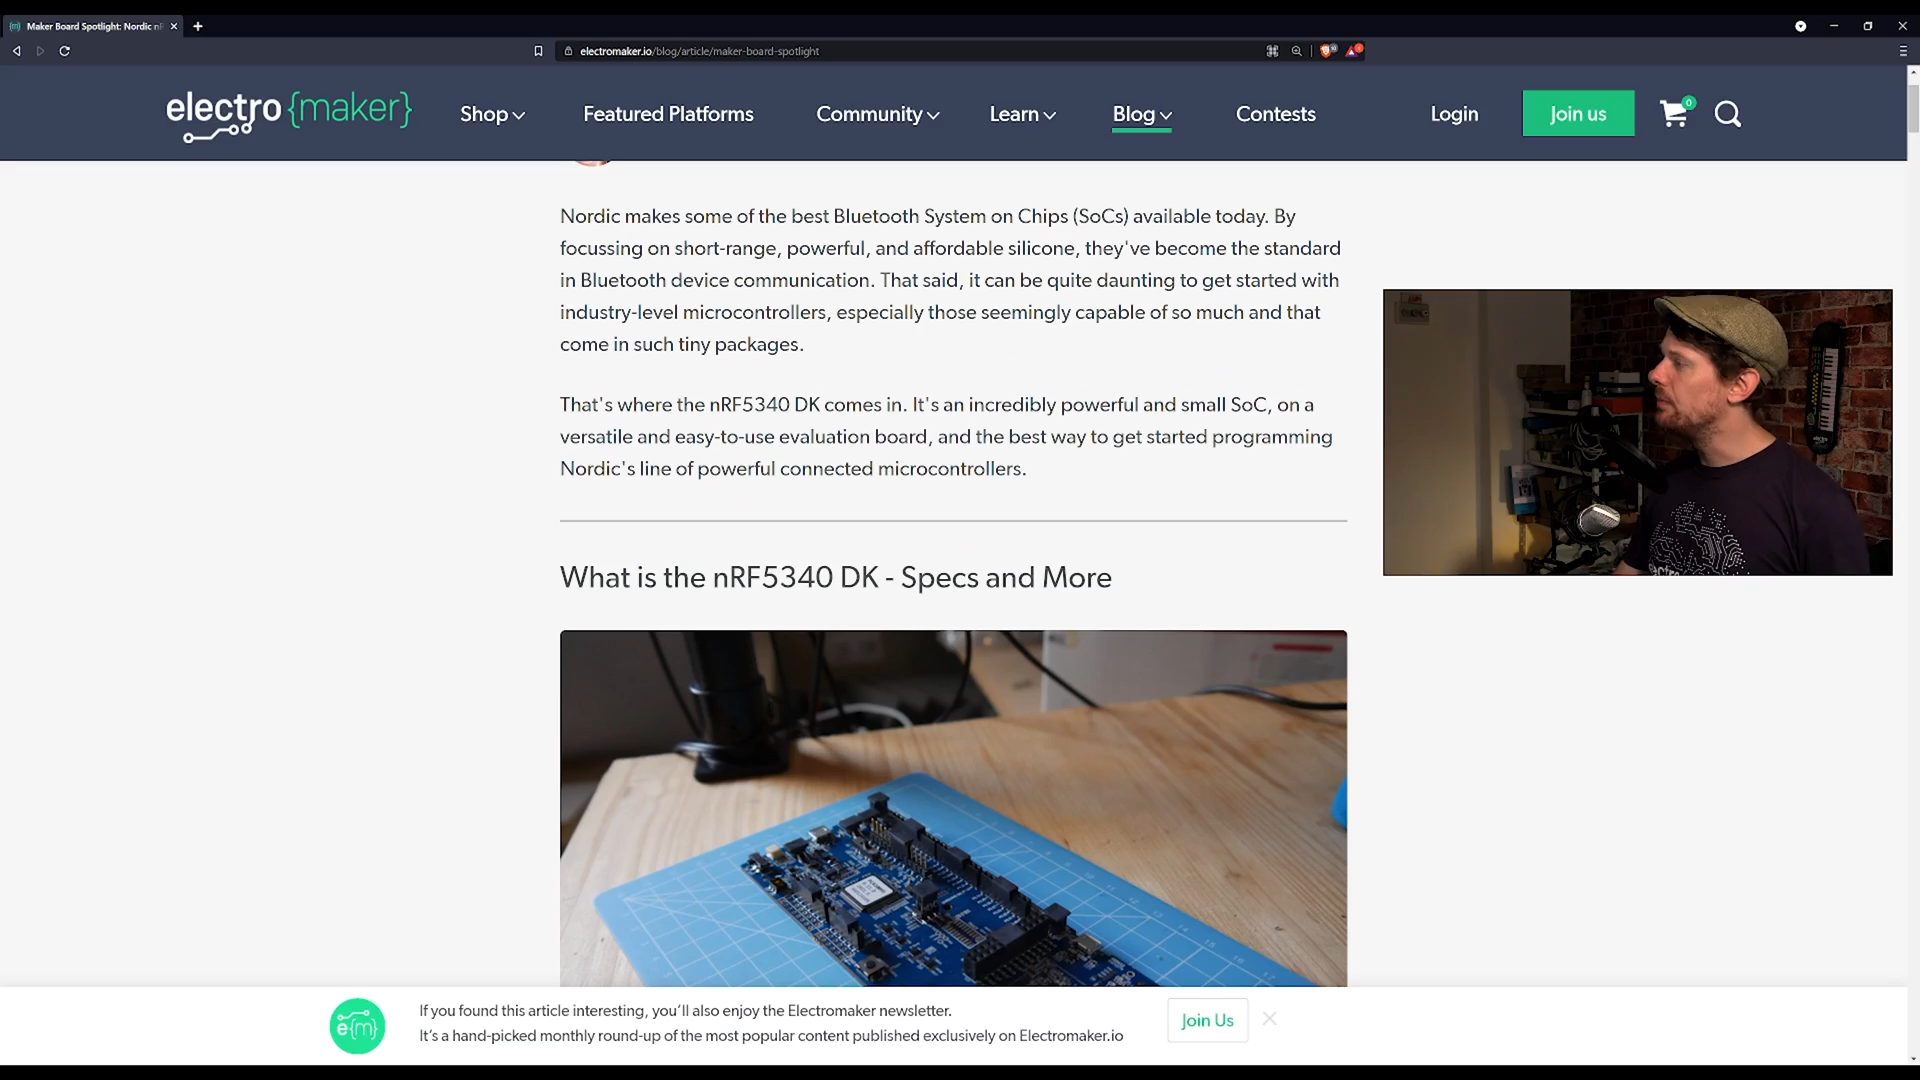 Maker Board Spotlight: Nordic
electromaker.io/blog/article/maker-board-spotlight
electro {maker}
Shop
Featured Platforms
Community
Learn
Blog
Contests
Login
Join us
0
Nordic makes some of the best Bluetooth System on Chips (SoCs) available today. By
focussing on short-range, powerful, and affordable silicone, they've become the standard
in Bluetooth device communication. That said, it can be quite daunting to get started with
industry-level microcontrollers, especially those seemingly capable of so much and that
come in such tiny packages.
That's where the nRF5340 DK comes in. It's an incredibly powerful and small SoC, on a
versatile and easy-to-use evaluation board, and the best way to get started programming
Nordic's line of powerful connected microcontrollers.
What is the nRF5340 DK - Specs and More
e{m}
If you found this article interesting, you'll also enjoy the Electromaker newsletter.
It's a hand-picked monthly round-up of the most popular content published exclusively on Electromaker.io
Join Us